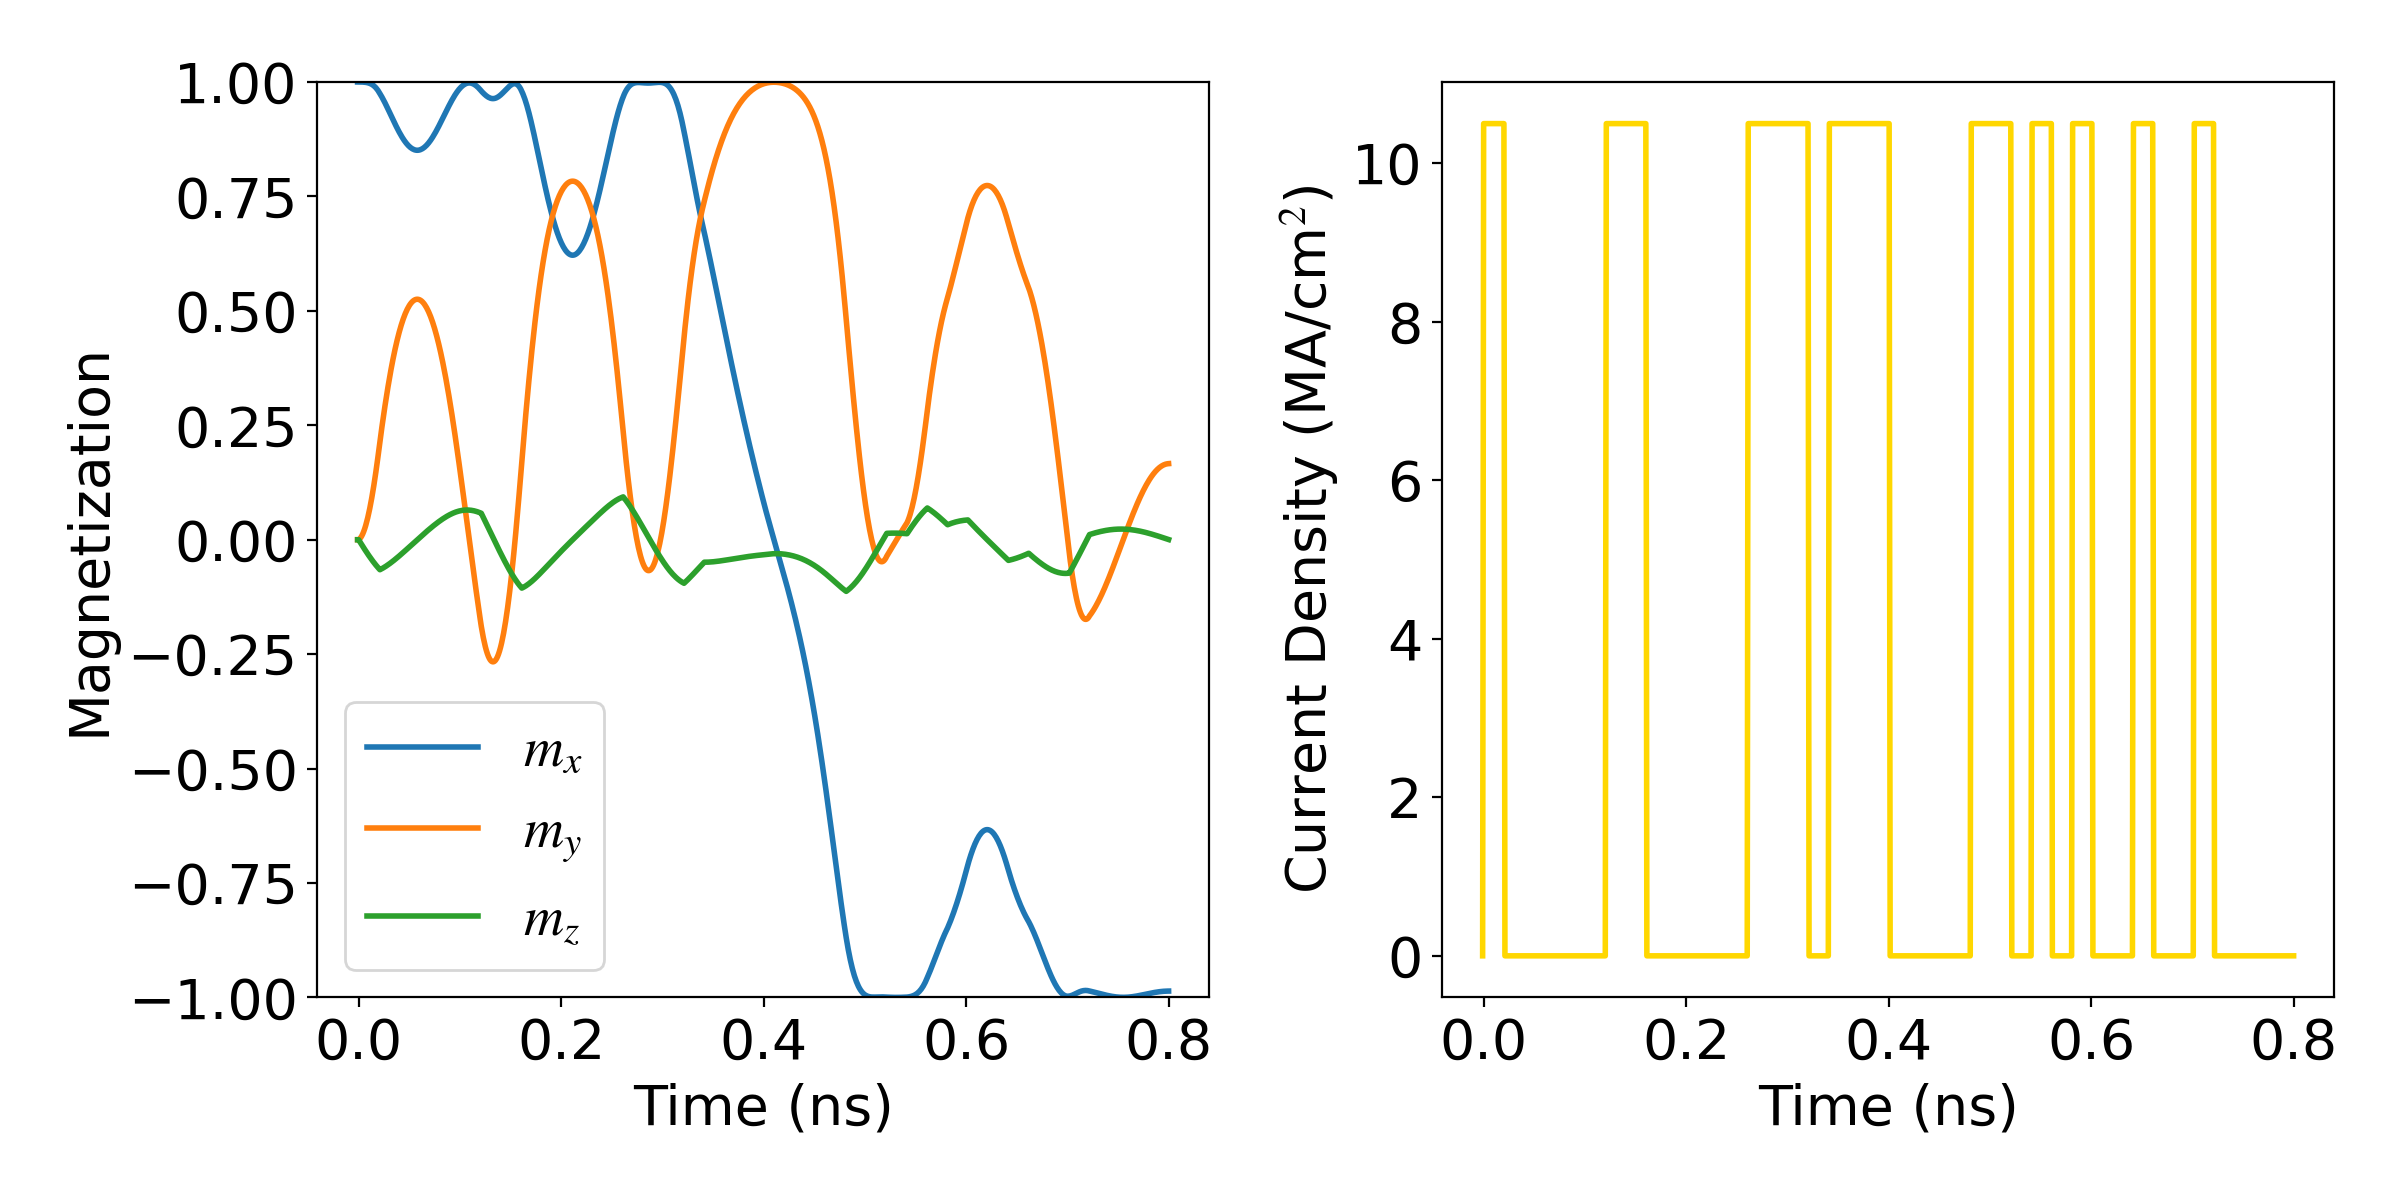 Magnetization
1.00
0.75
0.50
0.25
0.00
−0.25
−0.50
−0.75
−1.00
m_x
m_y
m_z
0.0 0.2 0.4 0.6 0.8
Time (ns)
Current Density (MA/cm²)
10
8
6
4
2
0
0.0 0.2 0.4 0.6 0.8
Time (ns)